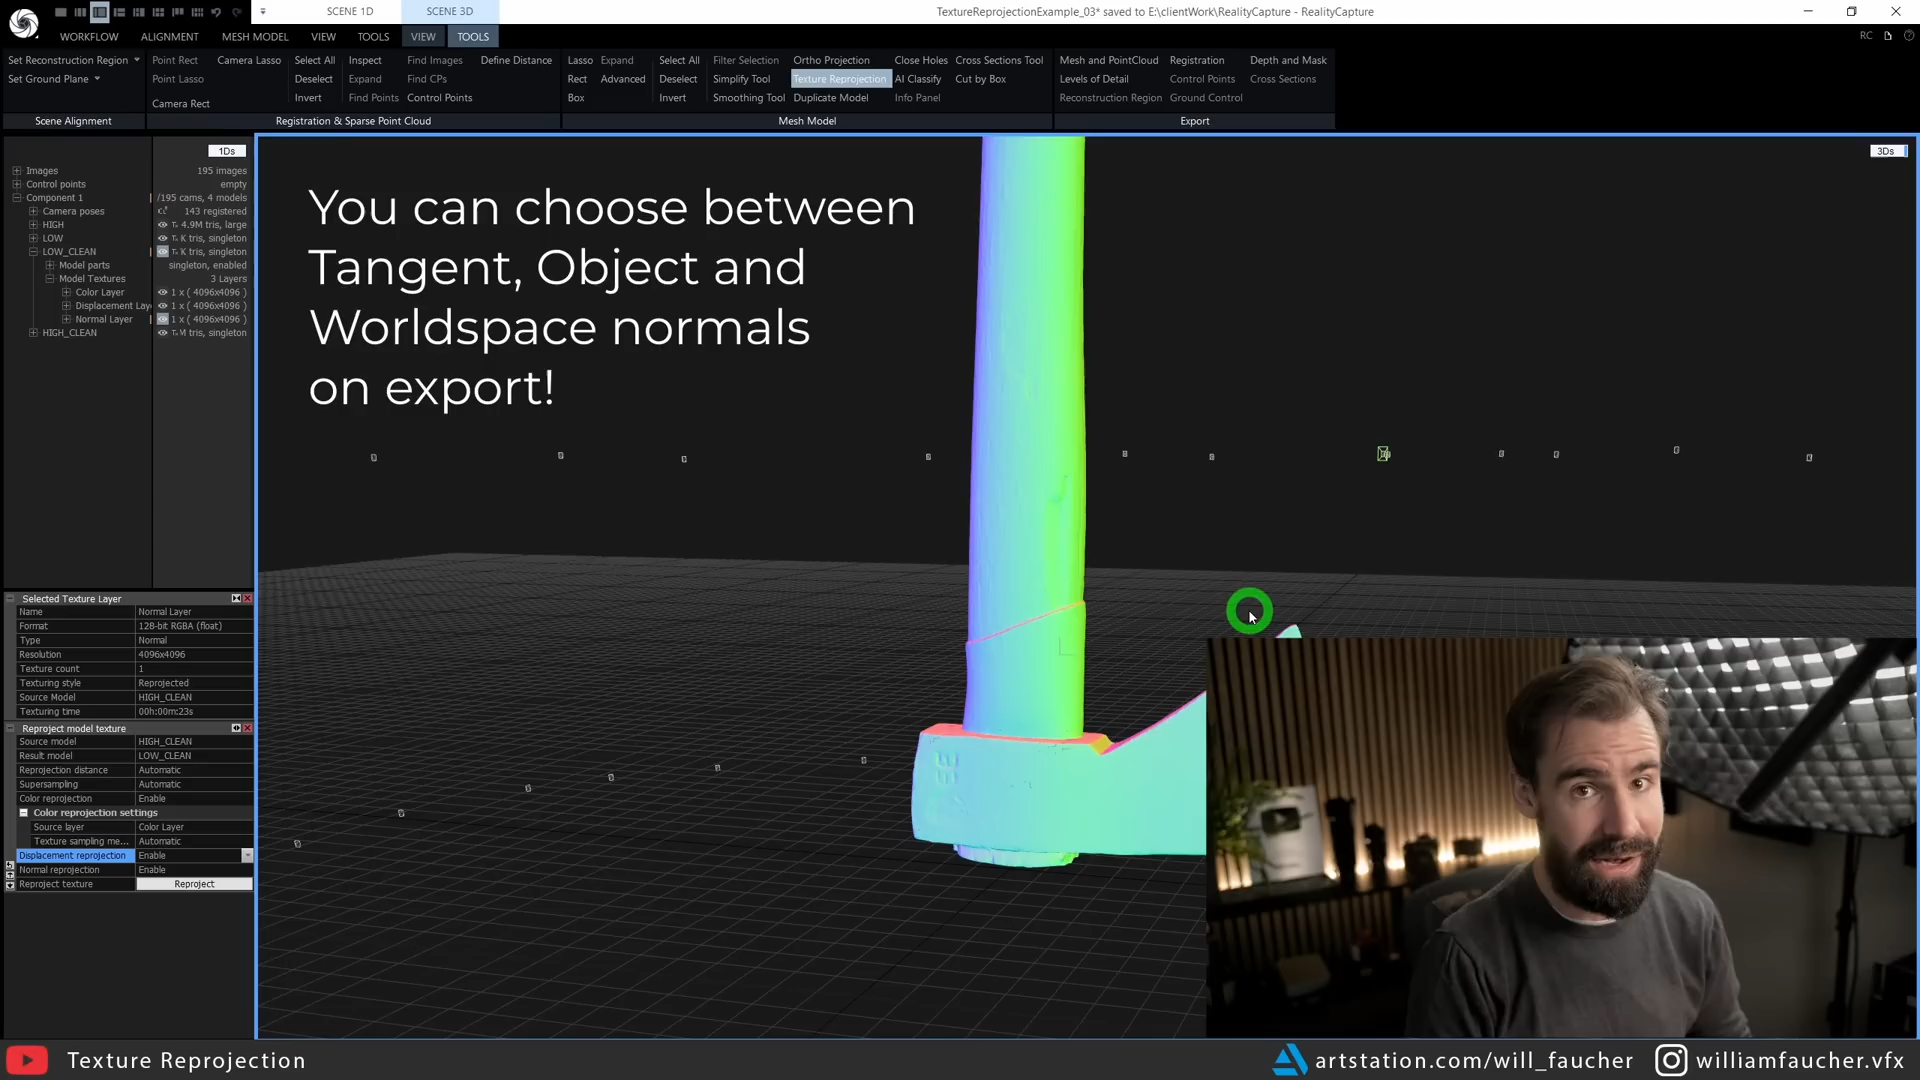 SCENE 1D
SCENE 3D
TextureReprojectionExample_03* saved to E:\clientWork\RealityCapture - RealityCapture
WORKFLOW
ALIGNMENT
MESH MODEL
VIEW
TOOLS
VIEW
TOOLS
RC
Set Reconstruction Region
Set Ground Plane
Scene Alignment
Point Rect
Camera Lasso
Point Lasso
Camera Rect
Select All
Deselect
Invert
Inspect
Expand
Find Points
Find Images
Find CPs
Control Points
Define Distance
Registration & Sparse Point Cloud
Lasso
Rect
Box
Expand
Advanced
Select All
Deselect
Invert
Filter Selection
Simplify Tool
Smoothing Tool
Ortho Projection
Texture Reprojection
Duplicate Model
Close Holes
AI Classify
Info Panel
Cross Sections Tool
Cut by Box
Mesh Model
Mesh and PointCloud
Levels of Detail
Reconstruction Region
Registration
Control Points
Ground Control
Depth and Mask
Cross Sections
Export
1Ds
Images 195 images
Control points empty
Component 1 /195 cams, 4 models
Camera poses 143 registered
HIGH 4.9M tris, large
LOW K tris, singleton
LOW_CLEAN K tris, singleton
Model parts singleton, enabled
Model Textures 3 Layers
Color Layer 1 x ( 4096x4096 )
Displacement Lay 1 x ( 4096x4096 )
Normal Layer 1 x ( 4096x4096 )
HIGH_CLEAN M tris, singleton
3Ds
You can choose between
Tangent, Object and
Worldspace normals
on export!
Selected Texture Layer
Name Normal Layer
Format 128-bit RGBA (float)
Type Normal
Resolution 4096x4096
Texture count 1
Texturing style Reprojected
Source Model HIGH_CLEAN
Texturing time 00h:00m:23s
Reproject model texture
Source model HIGH_CLEAN
Result model LOW_CLEAN
Reprojection distance Automatic
Supersampling Automatic
Color reprojection Enable
Color reprojection settings
Source layer Color Layer
Texture sampling me... Automatic
Displacement reprojection Enable
Normal reprojection Enable
Reproject texture Reproject
Texture Reprojection
artstation.com/will_faucher
williamfaucher.vfx